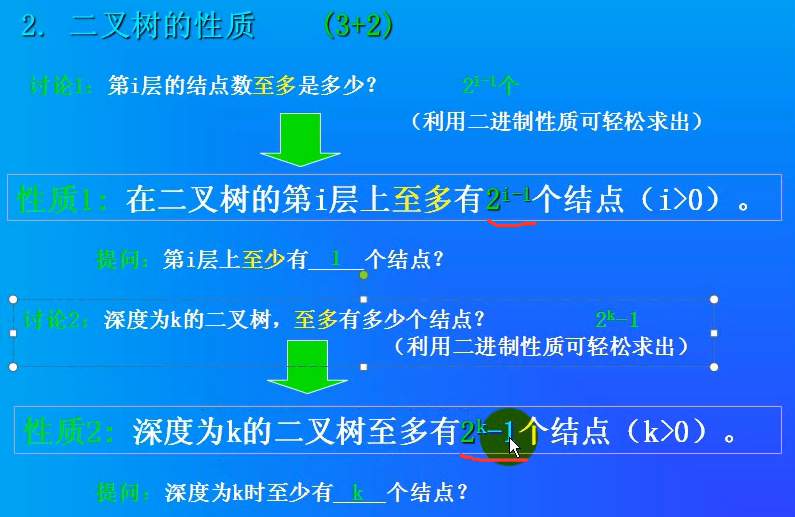 2. 二叉树的性质 (3+2)
讨论1：第i层的结点数至多是多少？ 2^{i-1}个
（利用二进制性质可轻松求出）
性质1：在二叉树的第i层上至多有2^{i-1}个结点（i>0）。
提问：第i层上至少有__1__个结点？
讨论2：深度为k的二叉树，至多有多少个结点？ 2^k-1
（利用二进制性质可轻松求出）
性质2：深度为k的二叉树至多有2^k-1个结点（k>0）。
提问：深度为k时至少有__k__个结点？